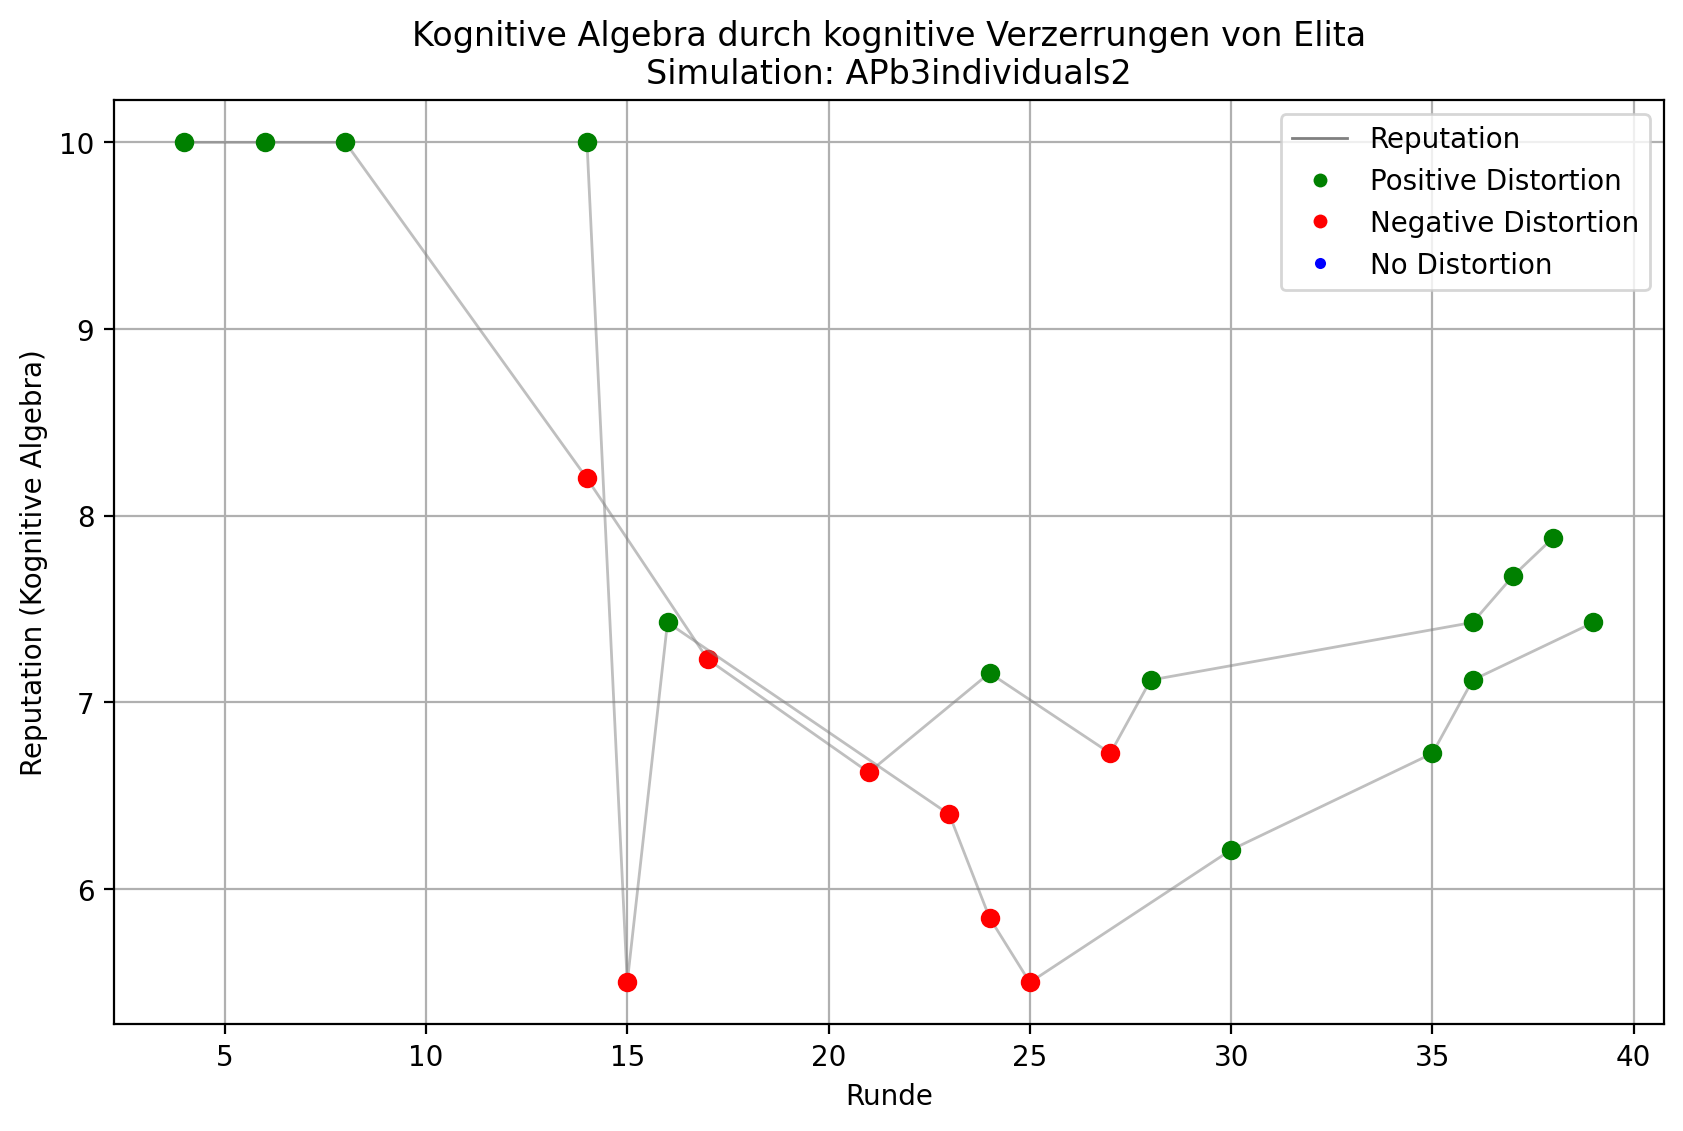 Kognitive Algebra durch kognitive Verzerrungen von Elita
Simulation: APb3individuals2
Reputation
Positive Distortion
Negative Distortion
No Distortion
Reputation (Kognitive Algebra)
10
9
8
7
6
5 10 15 20 25 30 35 40
Runde